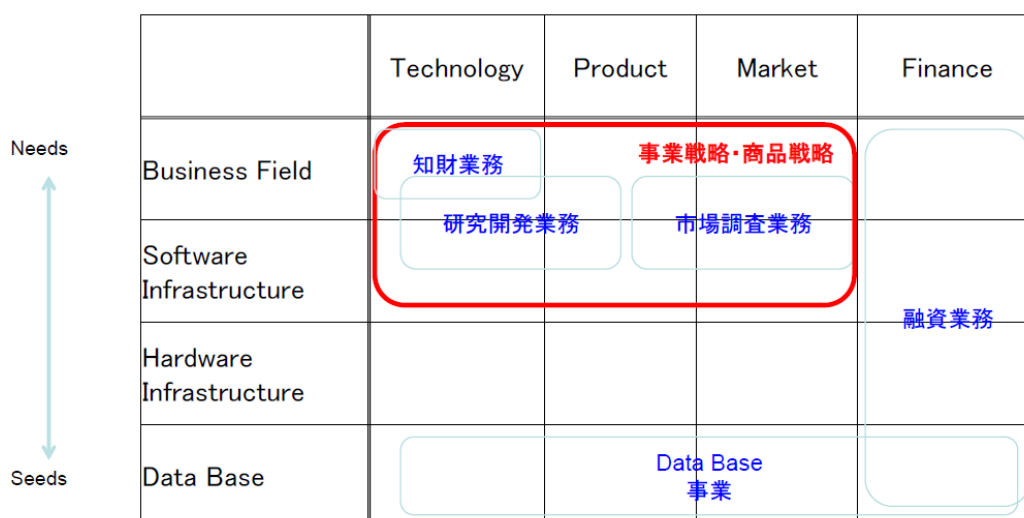 Technology Product Market Finance
Needs
Business Field
知財業務
事業戦略・商品戦略
研究開発業務
市場調査業務
Software
Infrastructure
融資業務
Hardware
Infrastructure
Seeds
Data Base
Data Base
事業